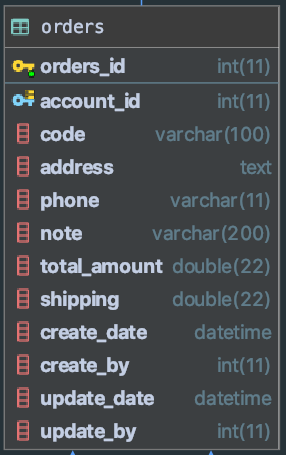 orders
orders_id int(11)
account_id int(11)
code varchar(100)
address text
phone varchar(11)
note varchar(200)
total_amount double(22)
shipping double(22)
create_date datetime
create_by int(11)
update_date datetime
update_by int(11)